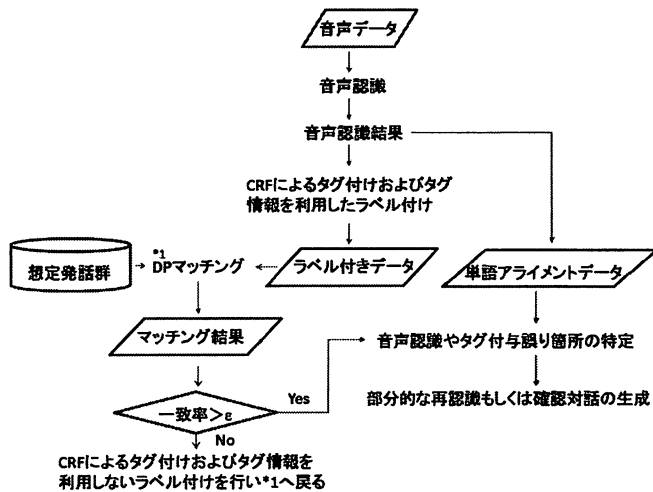 音声データ
音声認識
音声認識結果
CRFによるタグ付けおよびタグ
情報を利用したラベル付け
想定発話群
*1
DPマッチング
ラベル付きデータ
単語アライメントデータ
マッチング結果
音声認識やタグ付与誤り箇所の特定
一致率>ε
Yes
部分的な再認識もしくは確認対話の生成
No
CRFによるタグ付けおよびタグ情報を
利用しないラベル付けを行い*1へ戻る